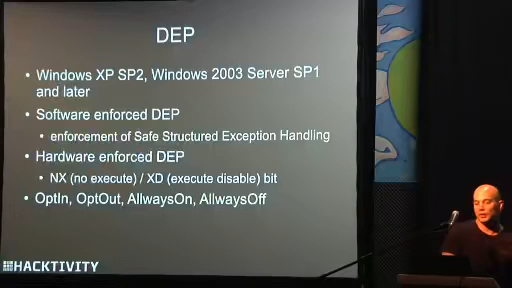 DEP
• Windows XP SP2, Windows 2003 Server SP1
and later
• Software enforced DEP
• enforcement of Safe Structured Exception Handling
• Hardware enforced DEP
• NX (no execute) / XD (execute disable) bit
• OptIn, OptOut, AllwaysOn, AllwaysOff
HACKTIVITY